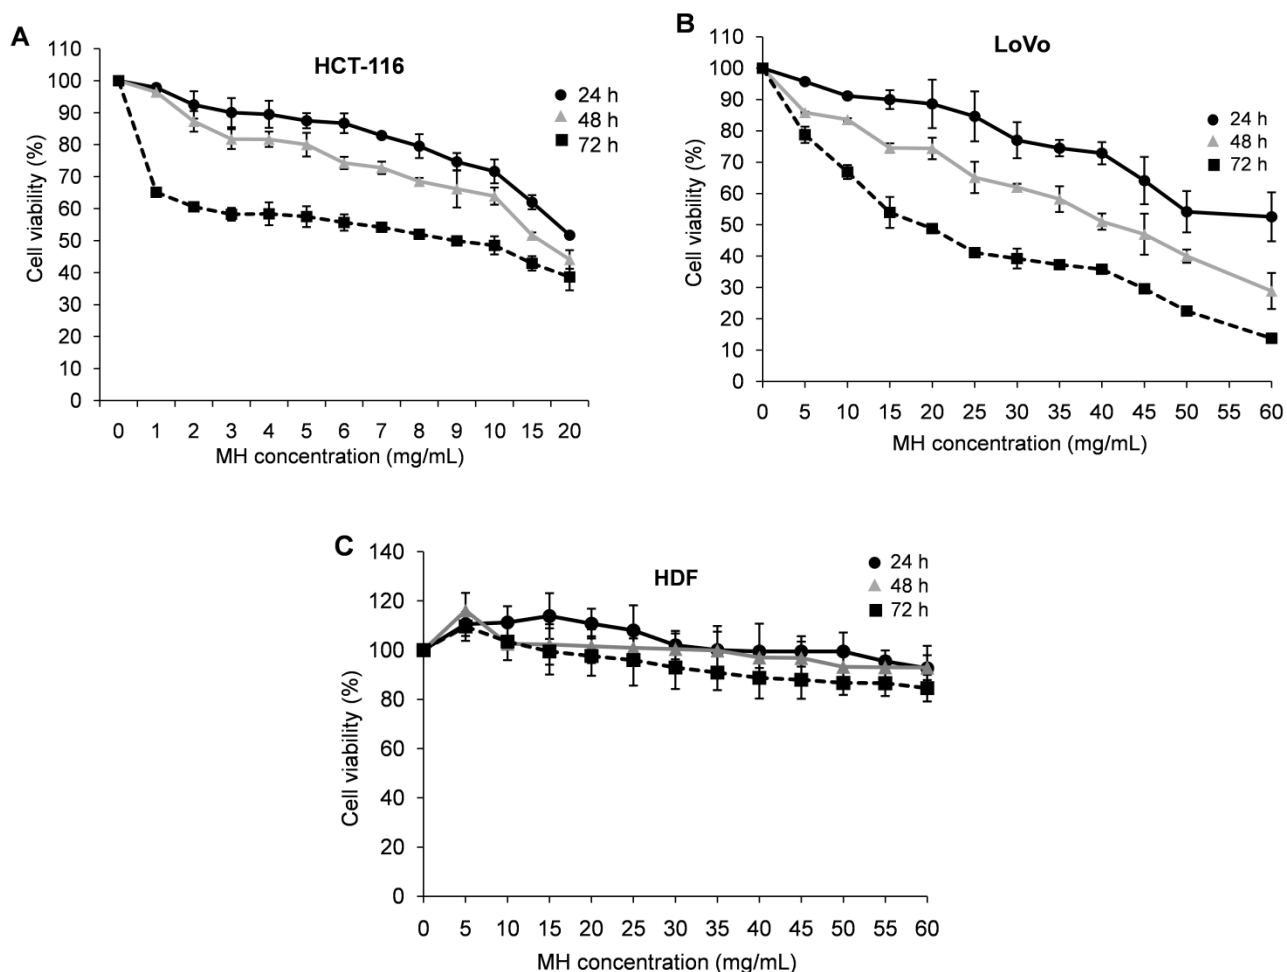 A
HCT-116
110
100
90
80
70
60
50
40
30
20
10
0
Cell viability (%)
24 h
48 h
72 h
0 1 2 3 4 5 6 7 8 9 10 15 20
MH concentration (mg/mL)
B
LoVo
110
100
90
80
70
60
50
40
30
20
10
0
Cell viability (%)
24 h
48 h
72 h
0 5 10 15 20 25 30 35 40 45 50 60
MH concentration (mg/mL)
C
HDF
140
120
100
80
60
40
20
0
Cell viability (%)
24 h
48 h
72 h
0 5 10 15 20 25 30 35 40 45 50 55 60
MH concentration (mg/mL)